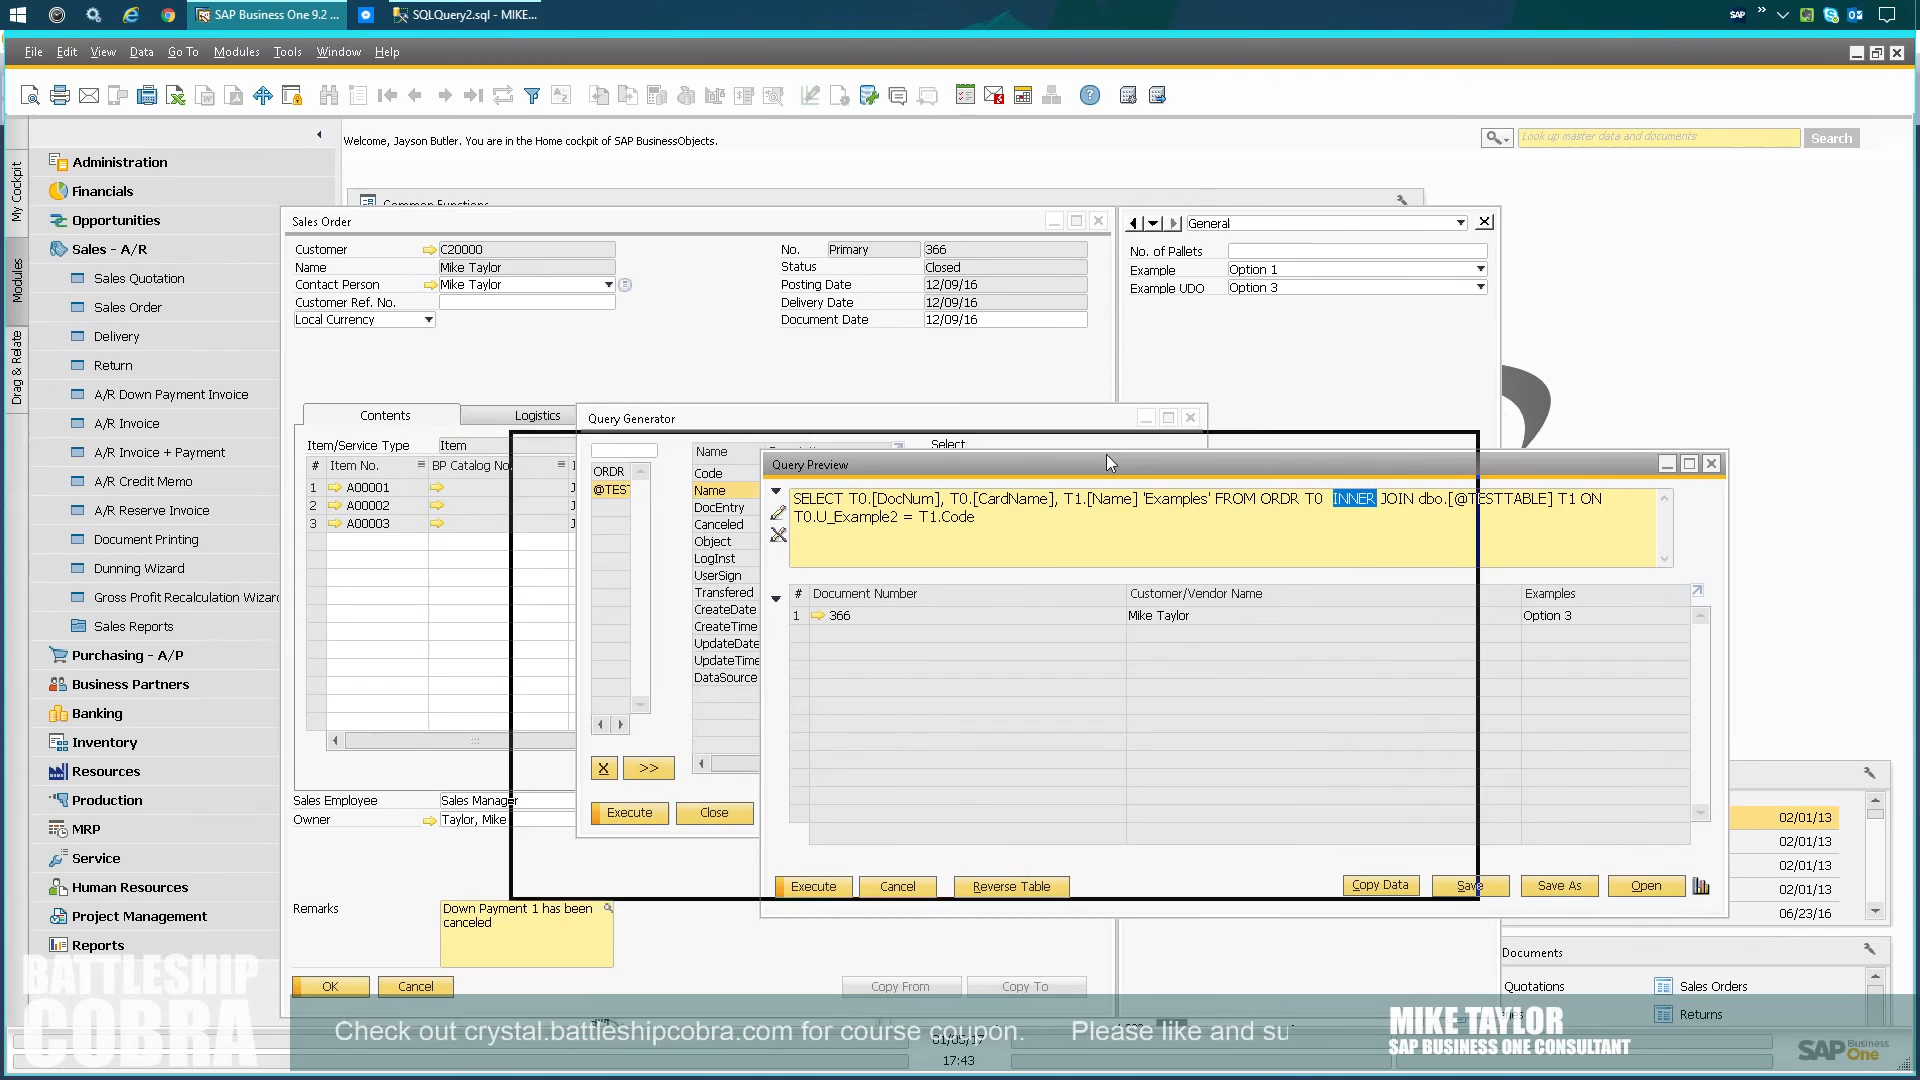 SAP Business One 9.2 ...
SQLQuery2.sql - MIKE...
SAP
File Edit View Data Go To Modules Tools Window Help
Welcome, Jayson Butler. You are in the Home cockpit of SAP BusinessObjects.
Look up master data and documents
Search
My Cockpit
Modules
Drag & Relate
Administration
Financials
Opportunities
Sales - A/R
Sales Quotation
Sales Order
Delivery
Return
A/R Down Payment Invoice
A/R Invoice
A/R Invoice + Payment
A/R Credit Memo
A/R Reserve Invoice
Document Printing
Dunning Wizard
Gross Profit Recalculation Wizard
Sales Reports
Purchasing - A/P
Business Partners
Banking
Inventory
Resources
Production
MRP
Service
Human Resources
Project Management
Reports
Common Functions
Sales Order
Customer C20000
Name Mike Taylor
Contact Person Mike Taylor
Customer Ref. No.
Local Currency
No. Primary 366
Status Closed
Posting Date 12/09/16
Delivery Date 12/09/16
Document Date 12/09/16
General
No. of Pallets
Example Option 1
Example UDO Option 3
Contents Logistics
Item/Service Type Item
# Item No. BP Catalog No.
1 A00001
2 A00002
3 A00003
Sales Employee Sales Manager
Owner Taylor, Mike
Remarks
Down Payment 1 has been
canceled
OK Cancel
Copy From Copy To
Query Generator
ORDR
@TEST
Name
Code
Name
DocEntry
Canceled
Object
LogInst
UserSign
Transfered
CreateDate
CreateTime
UpdateDate
UpdateTime
DataSource
Select
X >>
Execute Close
Query Preview
SELECT T0.[DocNum], T0.[CardName], T1.[Name] 'Examples' FROM ORDR T0 INNER JOIN dbo.[@TESTTABLE] T1 ON
T0.U_Example2 = T1.Code
# Document Number Customer/Vendor Name Examples
1 366 Mike Taylor Option 3
Execute Cancel Reverse Table
Copy Data Save Save As Open
02/01/13
02/01/13
02/01/13
02/01/13
06/23/16
Documents
Quotations Sales Orders
Returns
BATTLESHIP
COBRA
Check out crystal.battleshipcobra.com for course coupon. Please like and su
17:43
MIKE TAYLOR
SAP BUSINESS ONE CONSULTANT
SAP Business
One